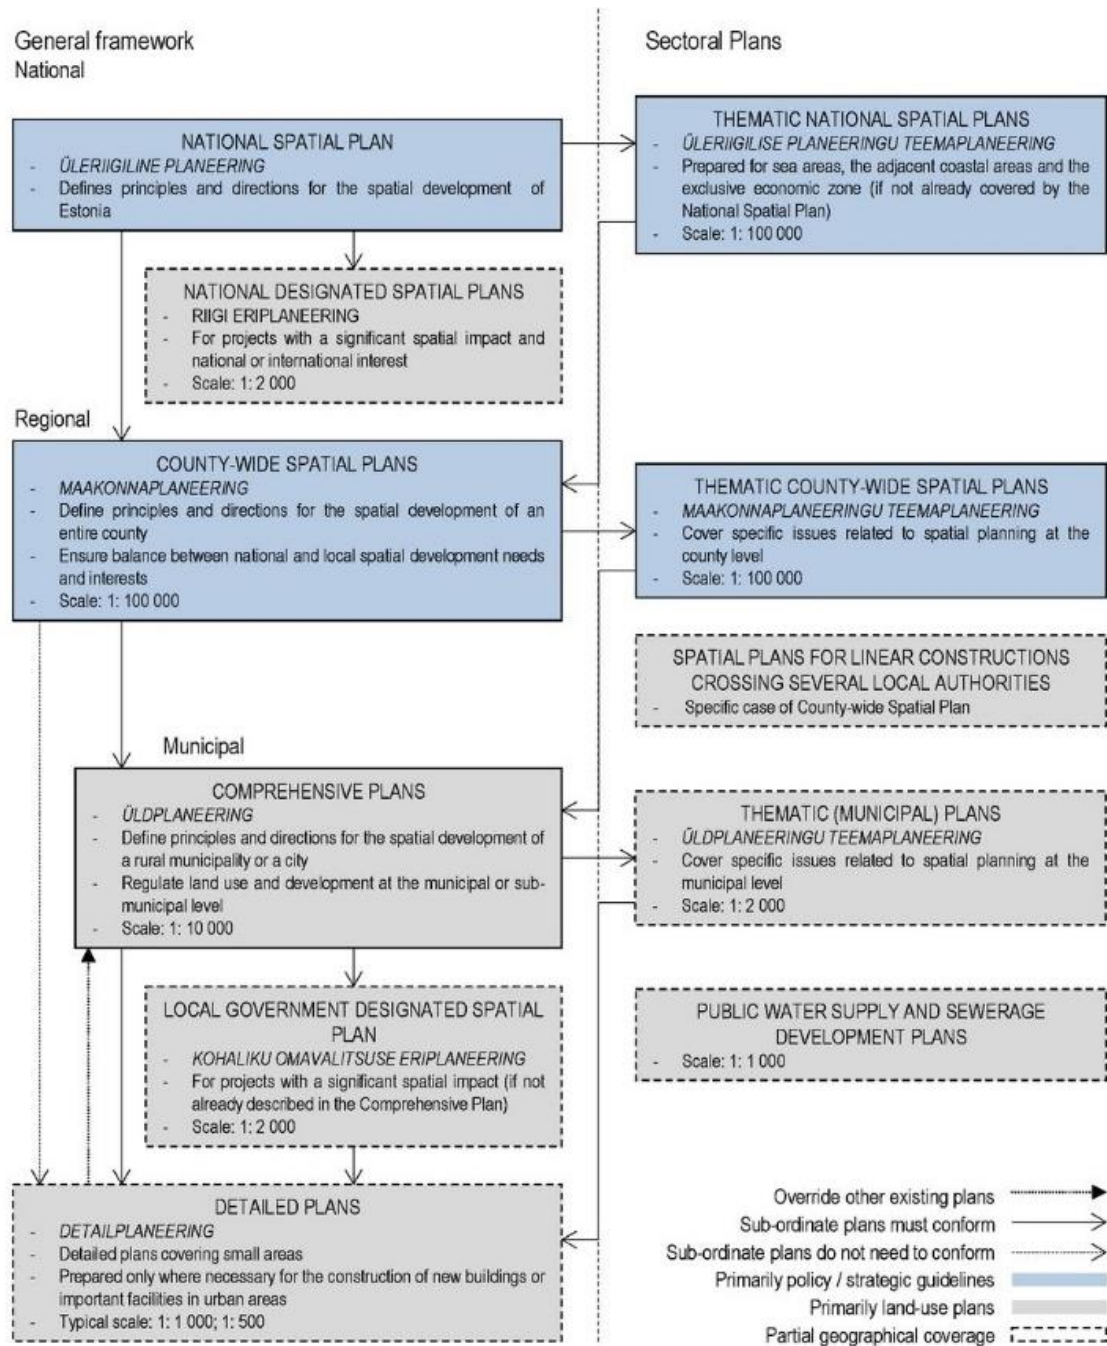 General framework
National
Sectoral Plans
NATIONAL SPATIAL PLAN
- ÜLERIIGILINE PLANEERING
- Defines principles and directions for the spatial development of
Estonia
THEMATIC NATIONAL SPATIAL PLANS
- ÜLERIIGILISE PLANEERINGU TEEMAPLANEERING
- Prepared for sea areas, the adjacent coastal areas and the
exclusive economic zone (if not already covered by the
National Spatial Plan)
- Scale: 1: 100 000
NATIONAL DESIGNATED SPATIAL PLANS
- RIIGI ERIPLANEERING
- For projects with a significant spatial impact and
national or international interest
- Scale: 1: 2 000
Regional
COUNTY-WIDE SPATIAL PLANS
- MAAKONNAPLANEERING
- Define principles and directions for the spatial development of an
entire county
- Ensure balance between national and local spatial development needs
and interests
- Scale: 1: 100 000
THEMATIC COUNTY-WIDE SPATIAL PLANS
- MAAKONNAPLANEERINGU TEEMAPLANEERING
- Cover specific issues related to spatial planning at the
county level
- Scale: 1: 100 000
SPATIAL PLANS FOR LINEAR CONSTRUCTIONS
CROSSING SEVERAL LOCAL AUTHORITIES
- Specific case of County-wide Spatial Plan
Municipal
COMPREHENSIVE PLANS
- ÜLDPLANEERING
- Define principles and directions for the spatial development of
a rural municipality or a city
- Regulate land use and development at the municipal or sub-
municipal level
- Scale: 1: 10 000
THEMATIC (MUNICIPAL) PLANS
- ÜLDPLANEERINGU TEEMAPLANEERING
- Cover specific issues related to spatial planning at the
municipal level
- Scale: 1: 2 000
LOCAL GOVERNMENT DESIGNATED SPATIAL
PLAN
- KOHALIKU OMAVALITSUSE ERIPLANEERING
- For projects with a significant spatial impact (if not
already described in the Comprehensive Plan)
- Scale: 1: 2 000
PUBLIC WATER SUPPLY AND SEWERAGE
DEVELOPMENT PLANS
- Scale: 1: 1 000
DETAILED PLANS
- DETAILPLANEERING
- Detailed plans covering small areas
- Prepared only where necessary for the construction of new buildings or
important facilities in urban areas
- Typical scale: 1: 1 000; 1: 500
Override other existing plans
Sub-ordinate plans must conform
Sub-ordinate plans do not need to conform
Primarily policy / strategic guidelines
Primarily land-use plans
Partial geographical coverage